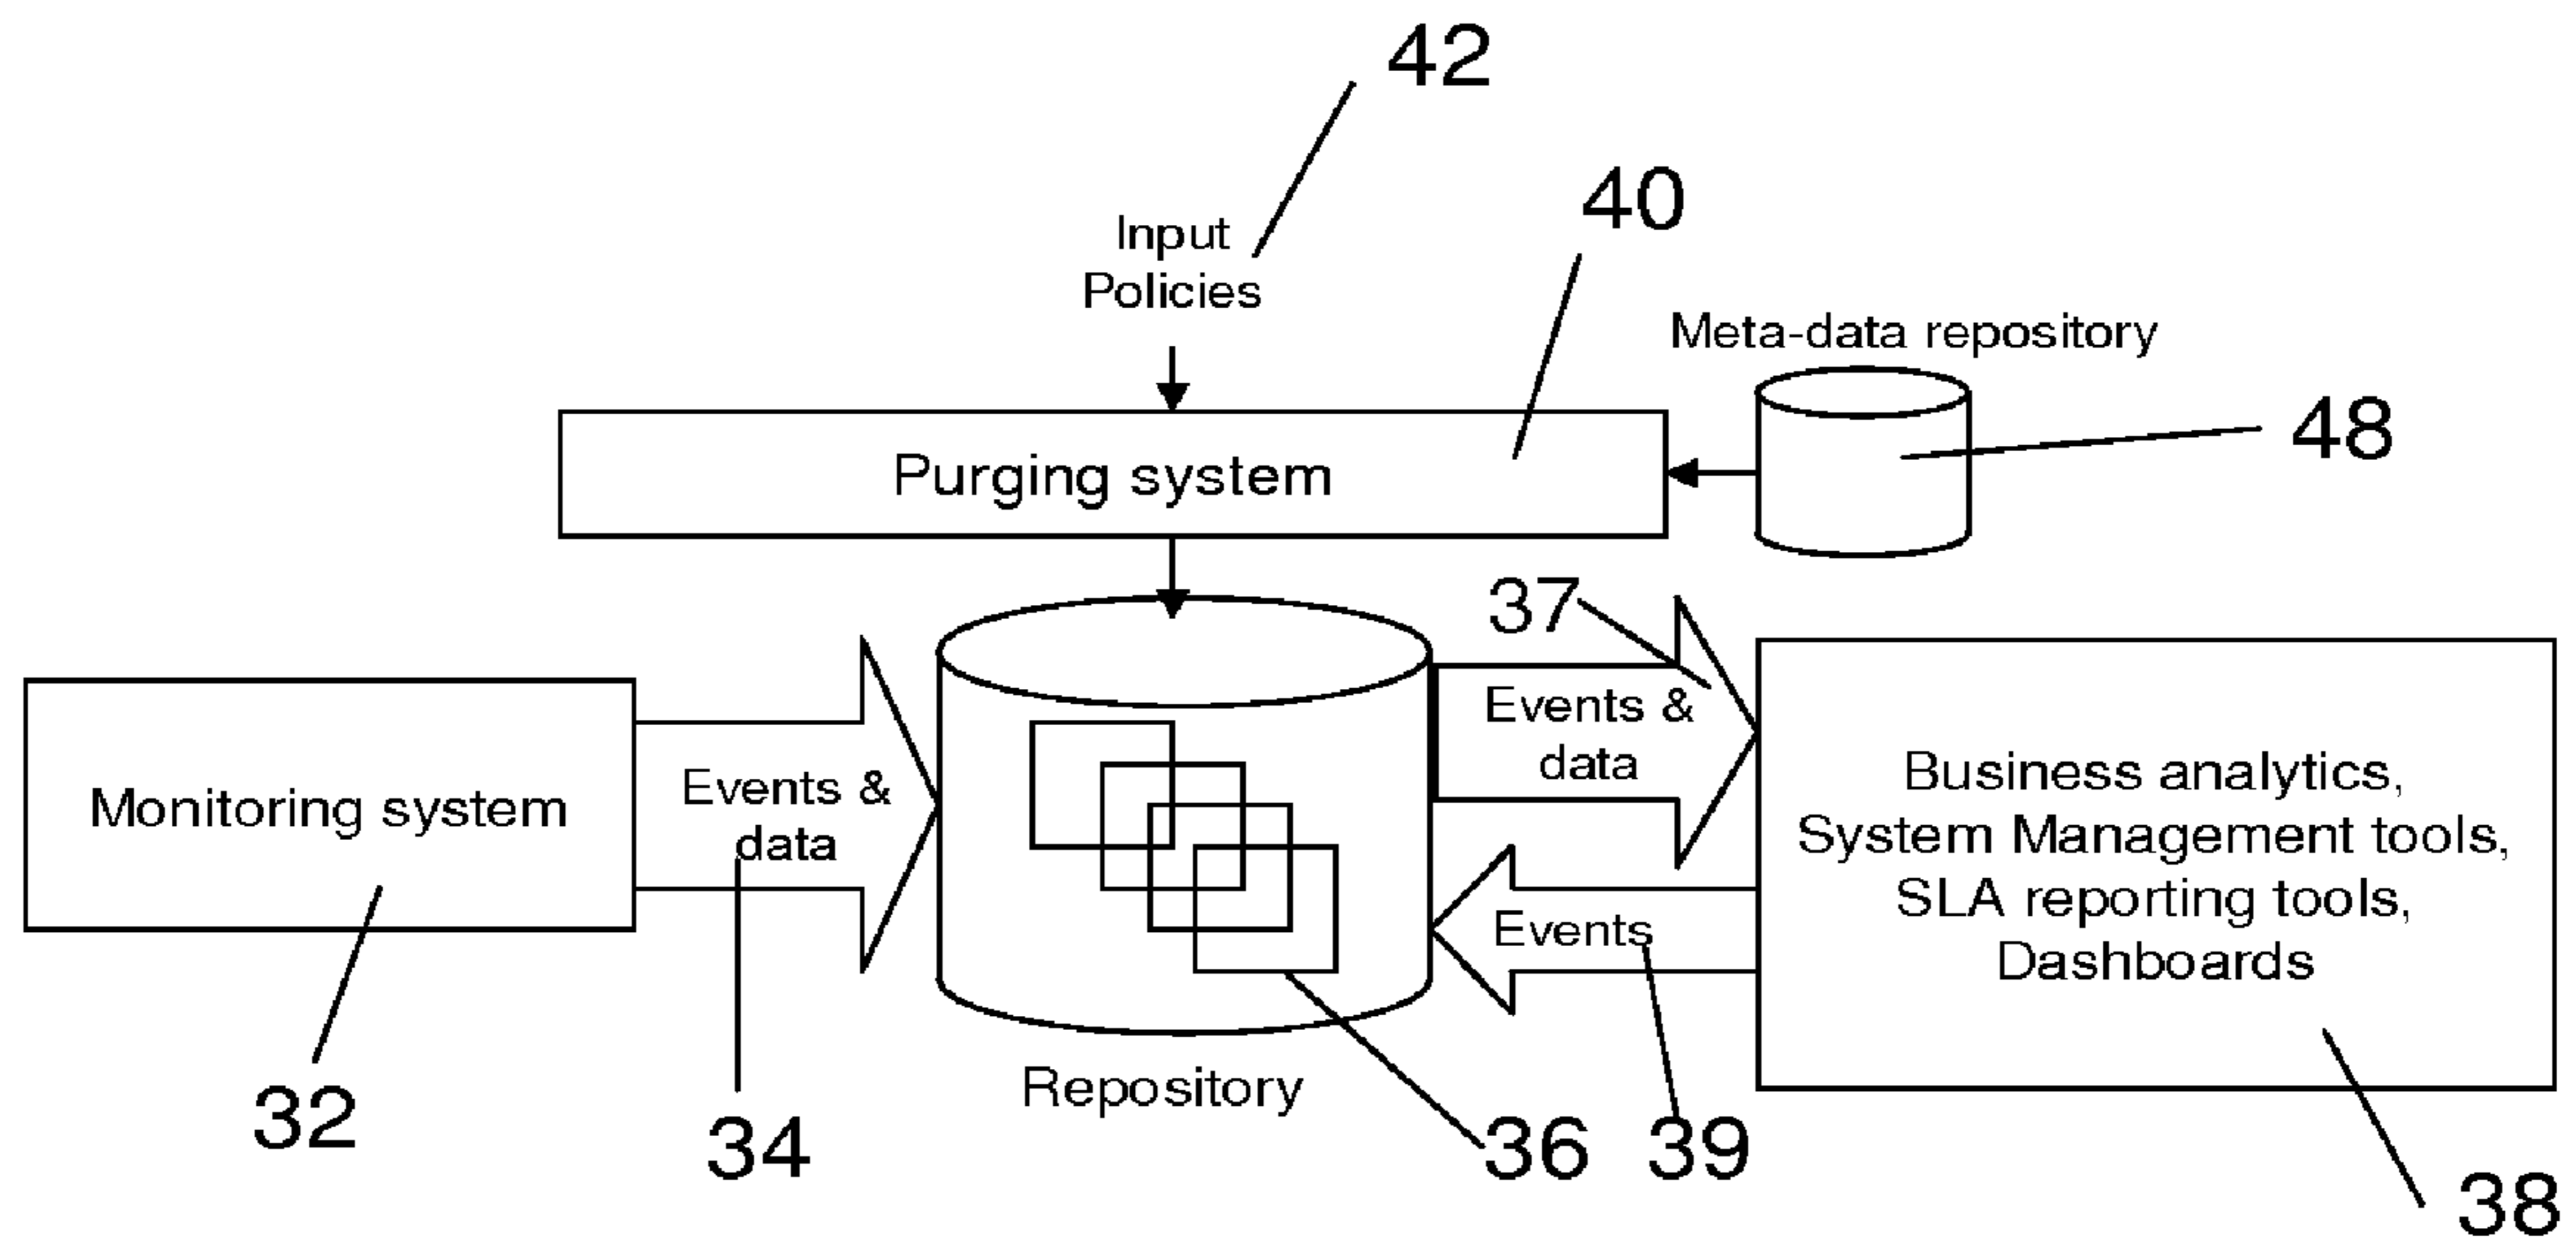 42
40
Input
Policies
Meta-data repository
48
Purging system
37
Events &
data
Monitoring system
Events &
data
Business analytics,
System Management tools,
SLA reporting tools,
Dashboards
Events
Repository
32
34
36
39
38